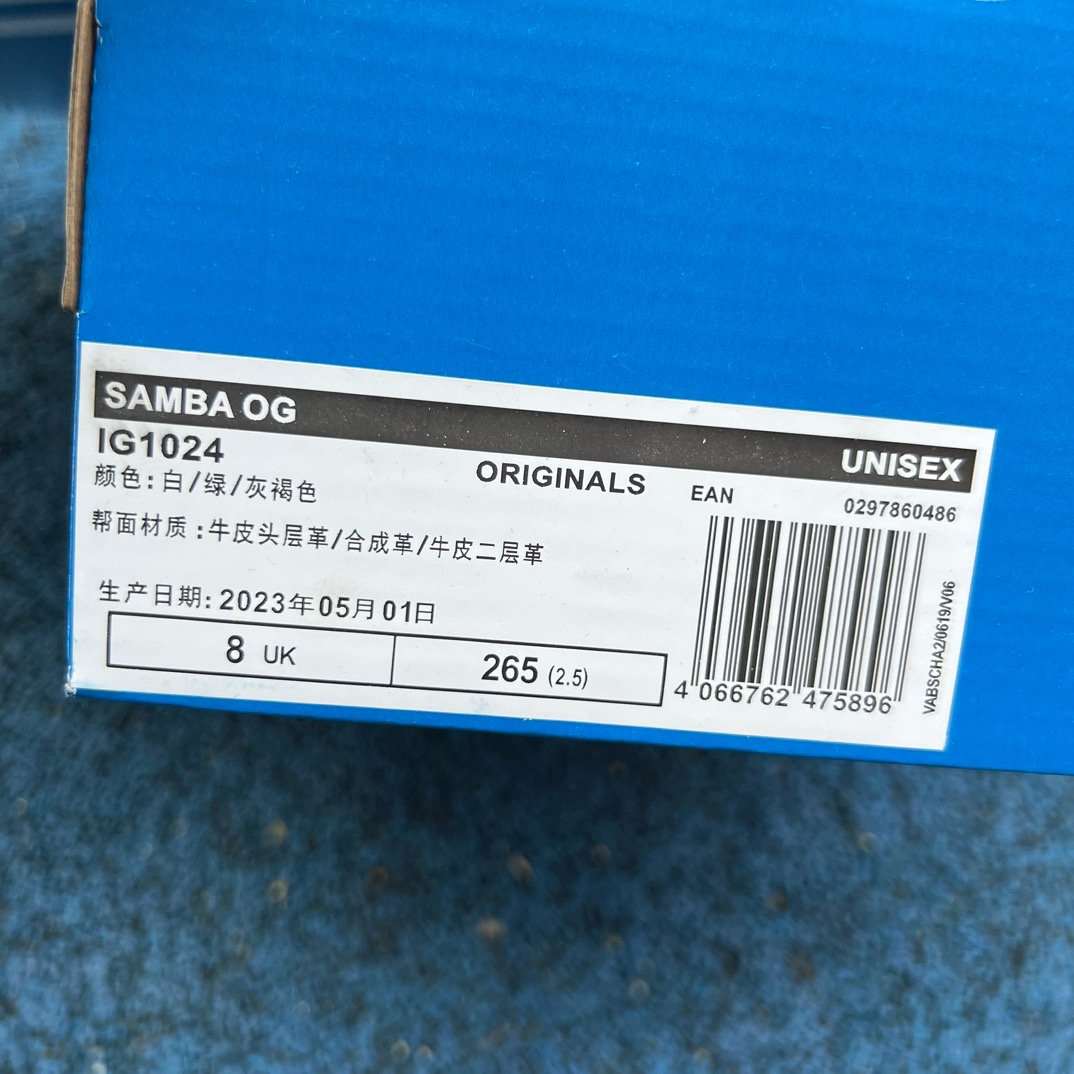 SAMBA OG
UNISEX
IG1024
ORIGINALS
EAN
0297860486
颜色:白/绿/灰褐色
帮面材质:牛皮头层革/合成革/牛皮二层革
生产日期:2023年05月01日
8 UK
265 (2.5)
4 066762 475896
VABSCHA2/0619/V06